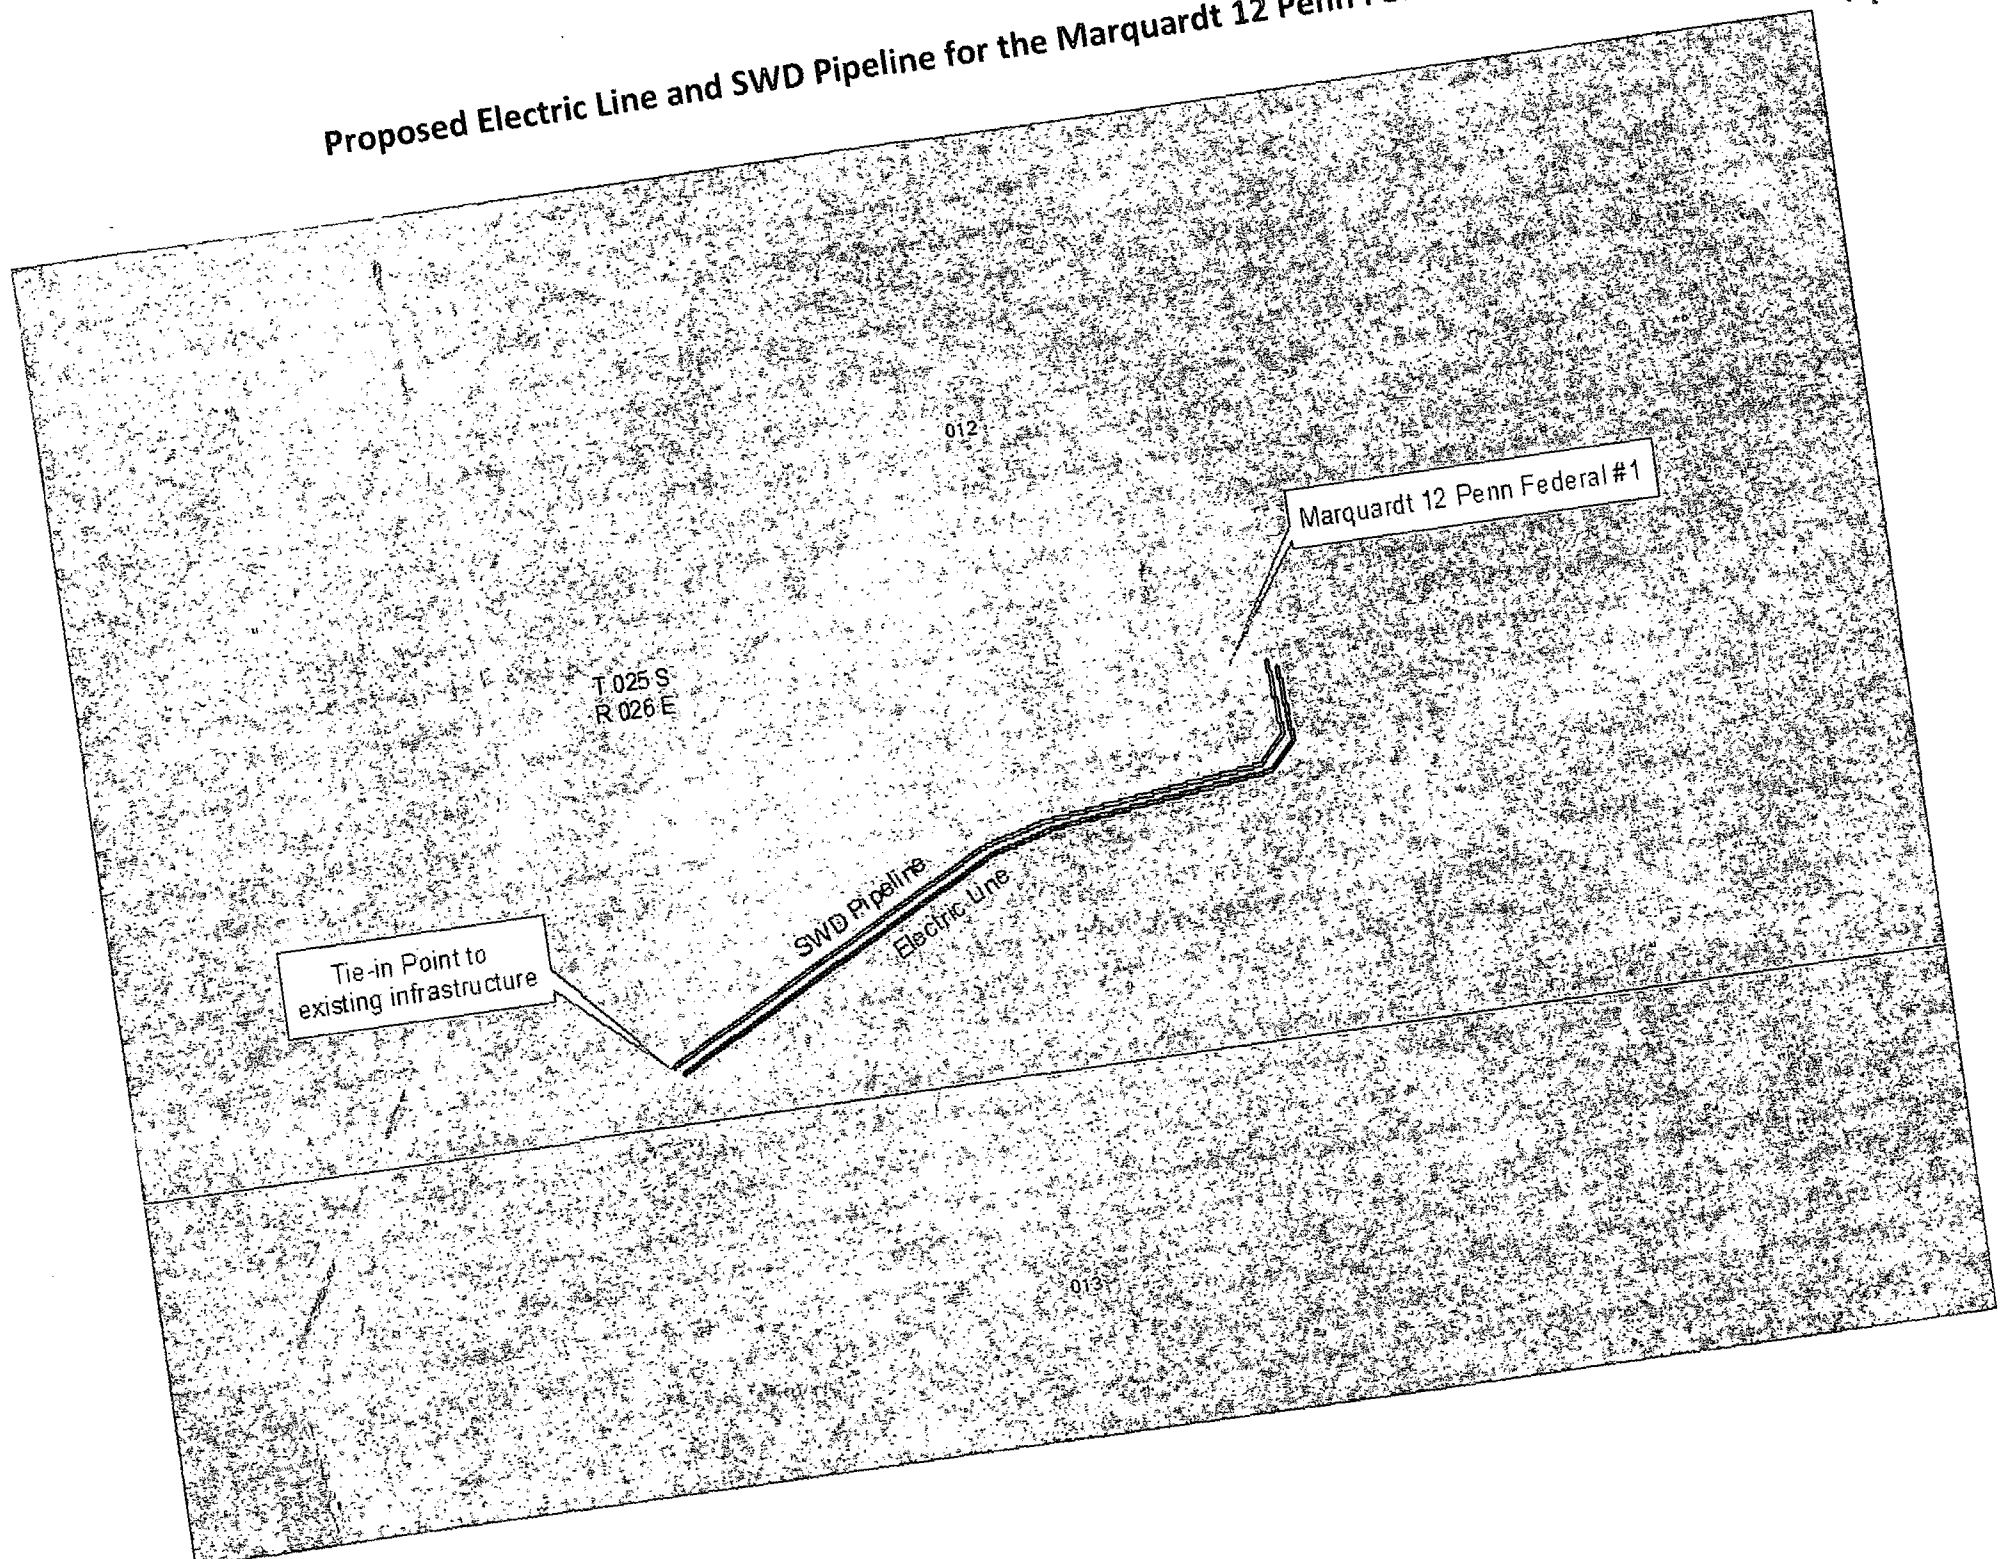 Proposed Electric Line and SWD Pipeline for the Marquardt 12 Penn
012
Marquardt 12 Penn Federal #1
T 025 S
R 026 E
SWD Pipeline
Electric Line
Tie-in Point to
existing infrastructure
013